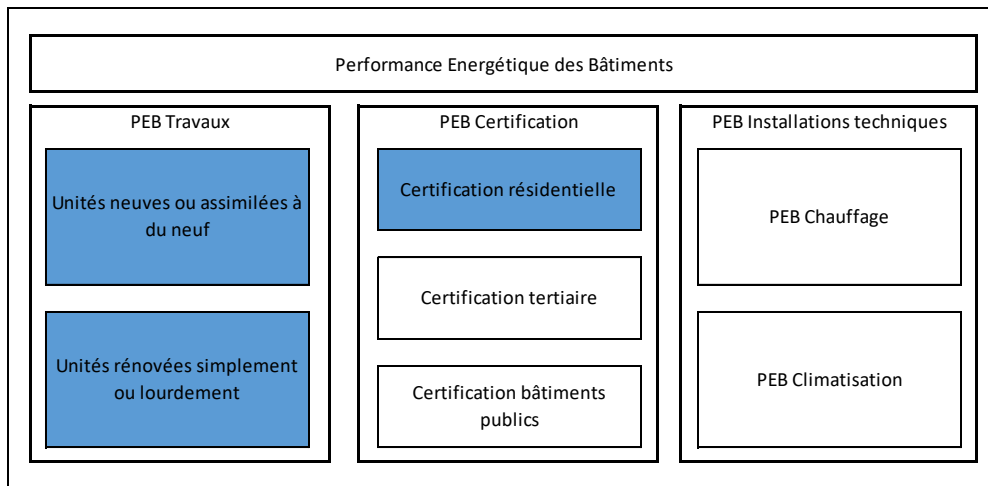 Performance Energétique des Bâtiments
PEB Travaux
Unités neuves ou assimilées à
du neuf
Unités rénovées simplement
ou lourdement
PEB Certification
Certification résidentielle
Certification tertiaire
Certification bâtiments
publics
PEB Installations techniques
PEB Chauffage
PEB Climatisation